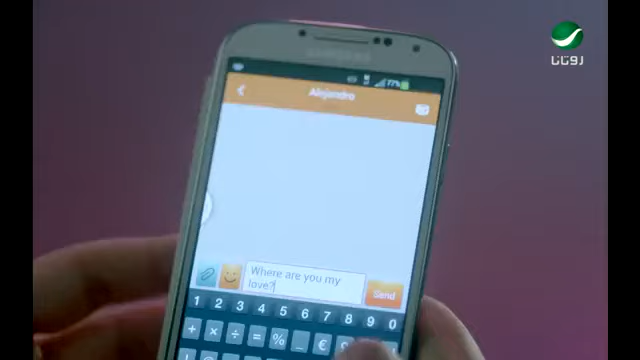 روتانا
SAMSUNG
77%
Alejandro
Where are you my
love?
Send
1 2 3 4 5 6 7 8 9 0
+ × ÷ = % _ €